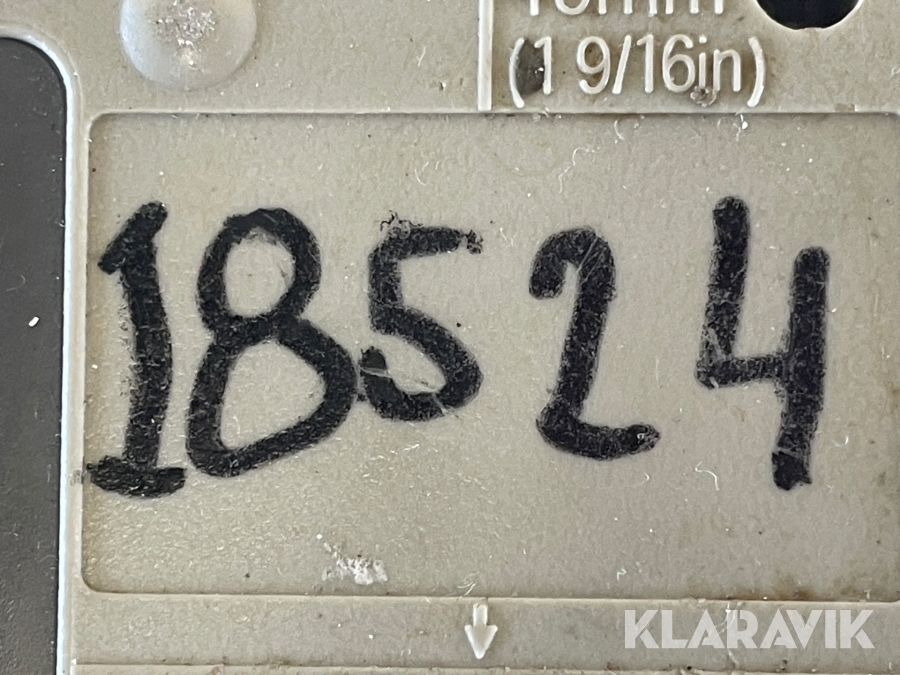 (1 9/16in)
18524
KLARAVIK